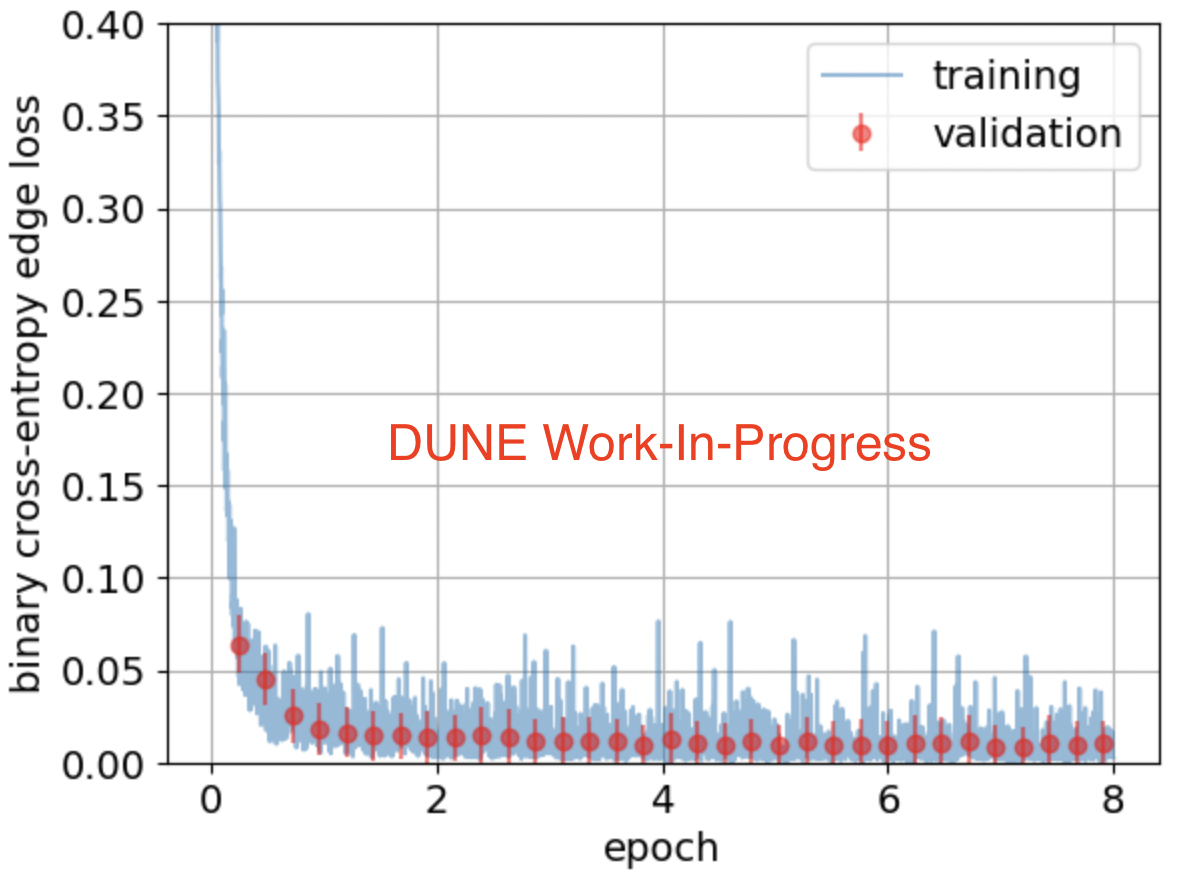 0.40
0.35
0.30
0.25
0.20
0.15
0.10
0.05
0.00
binary cross-entropy edge loss
training
validation
DUNE Work-In-Progress
0
2
4
6
8
epoch